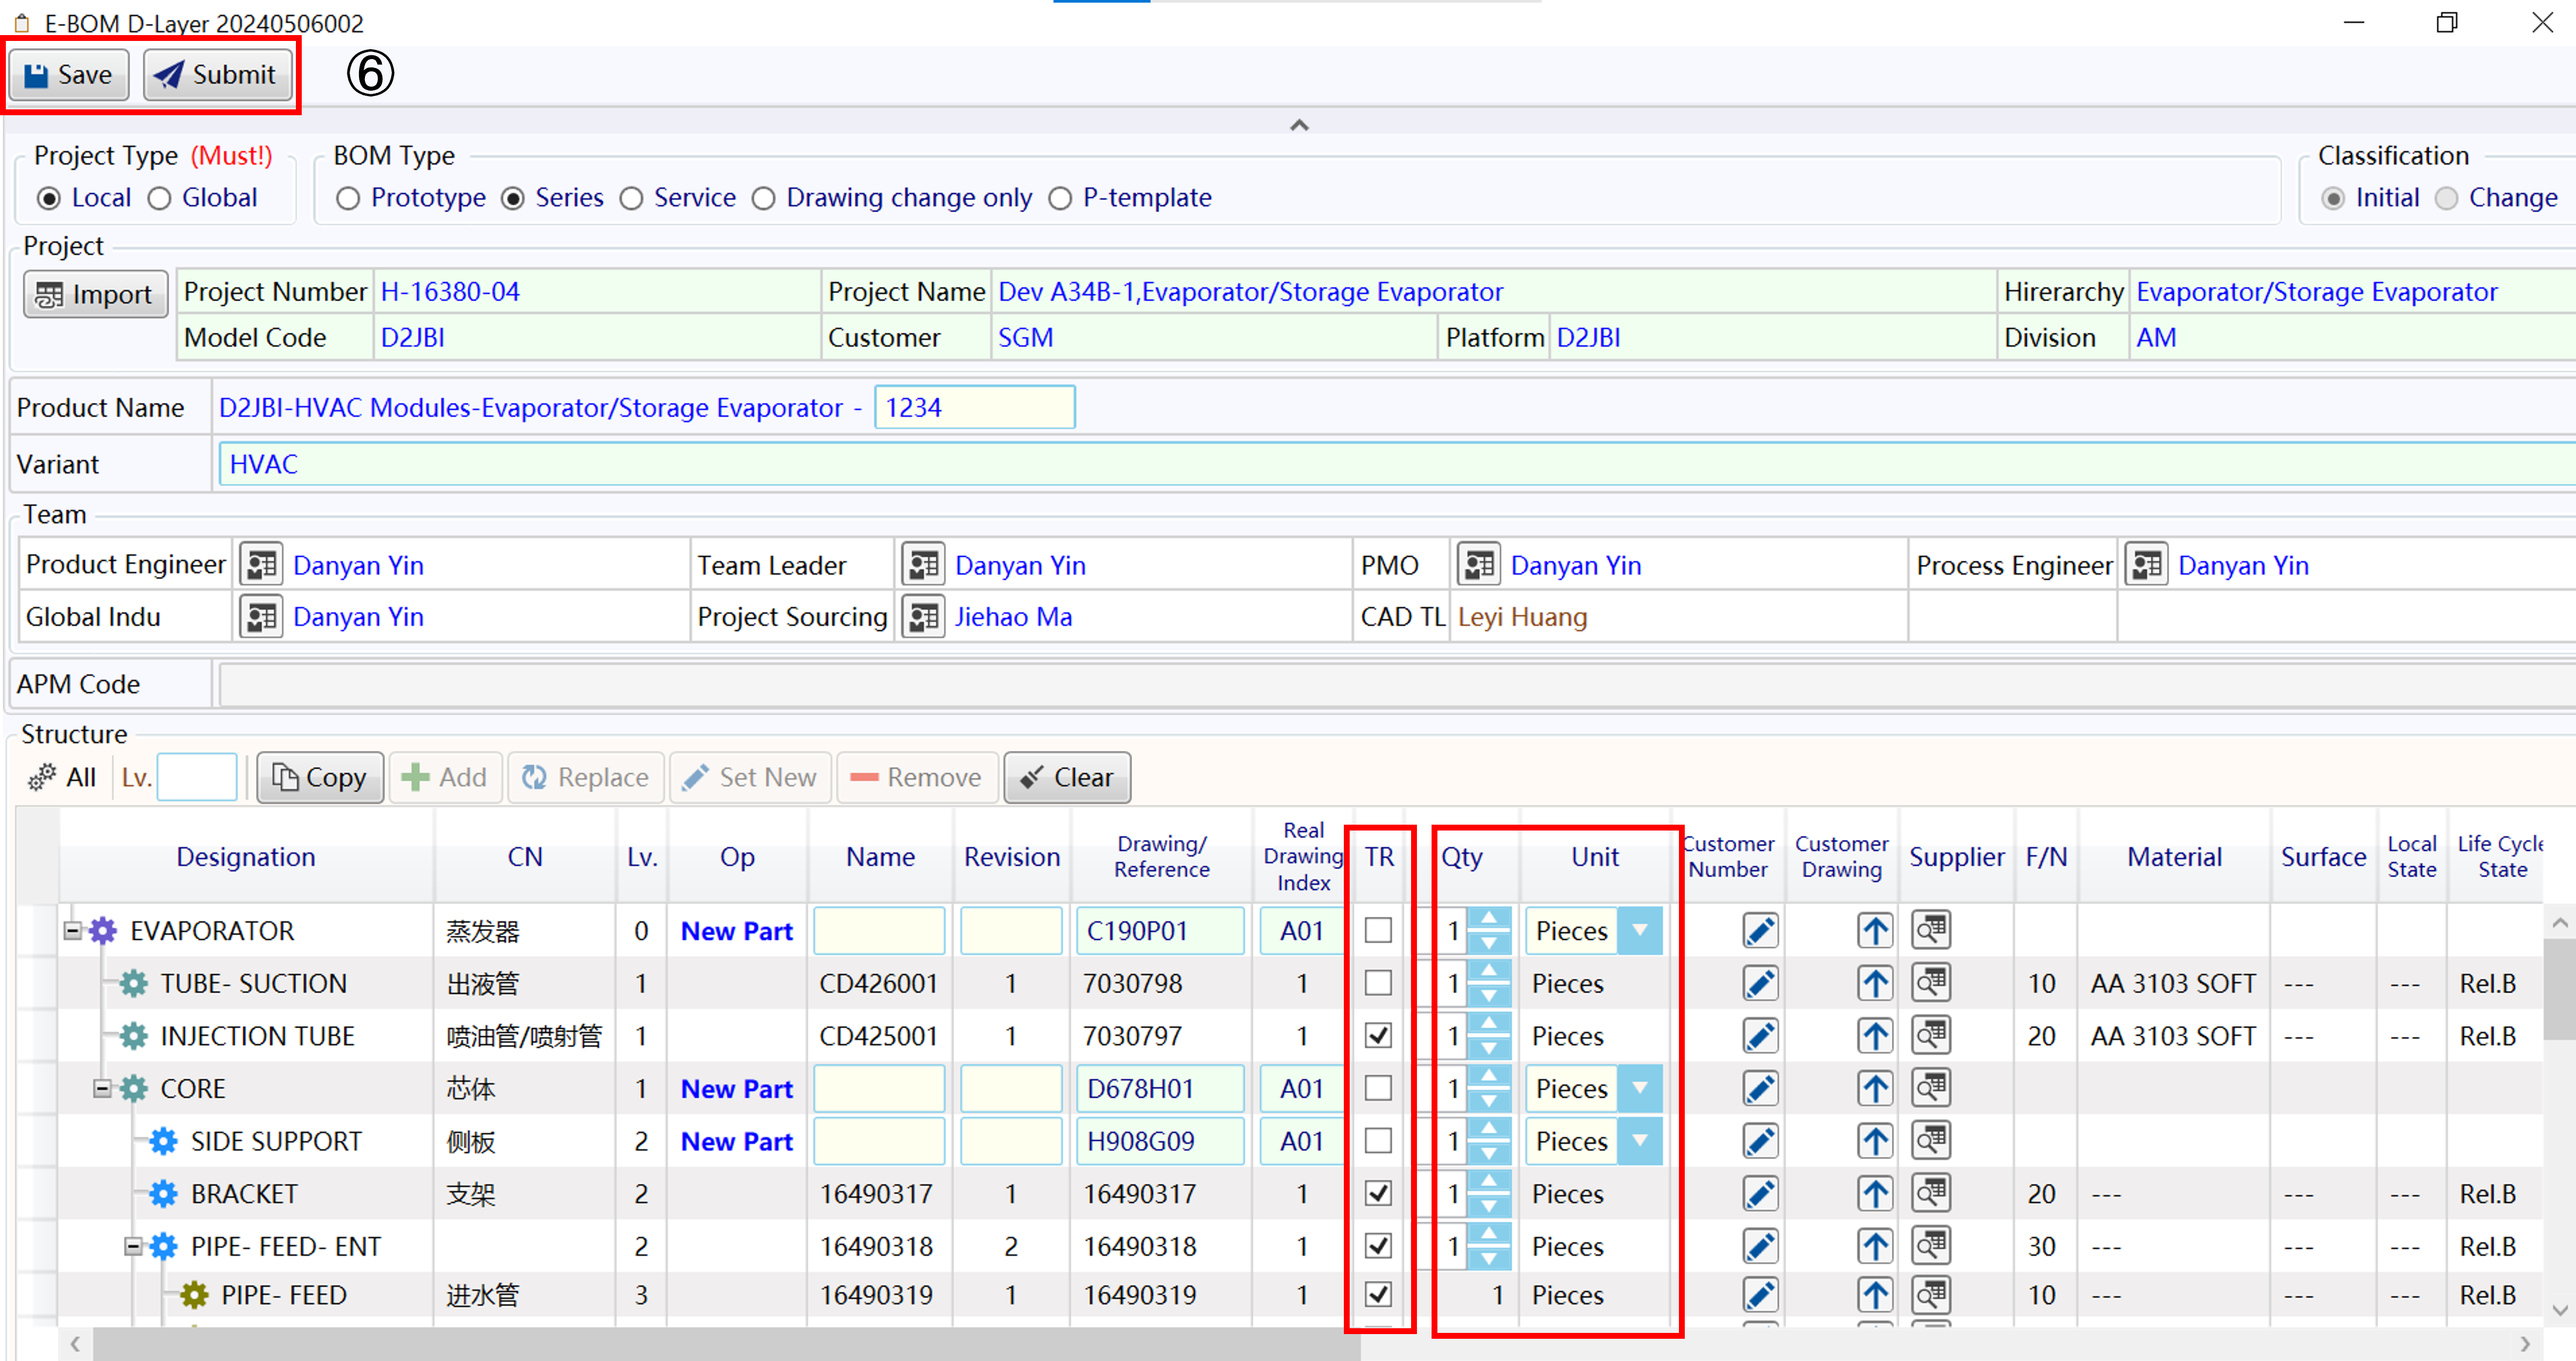 E-BOM D-Layer 20240506002
Save Submit ⑥
Project Type (Must!) BOM Type Classification
Local Global Prototype Series Service Drawing change only P-template Initial Change
Project
Import Project Number H-16380-04 Project Name Dev A34B-1,Evaporator/Storage Evaporator Hirerarchy Evaporator/Storage Evaporator
Model Code D2JBI Customer SGM Platform D2JBI Division AM
Product Name D2JBI-HVAC Modules-Evaporator/Storage Evaporator - 1234
Variant HVAC
Team
Product Engineer Danyan Yin Team Leader Danyan Yin PMO Danyan Yin Process Engineer Danyan Yin
Global Indu Danyan Yin Project Sourcing Jiehao Ma CAD TL Leyi Huang
APM Code
Structure
All Lv. Copy Add Replace Set New Remove Clear
Designation CN Lv. Op Name Revision Drawing/ Reference Real Drawing Index TR Qty Unit Customer Number Customer Drawing Supplier F/N Material Surface Local State Life Cycle State
EVAPORATOR 蒸发器 0 New Part C190P01 A01 1 Pieces
TUBE- SUCTION 出液管 1 CD426001 1 7030798 1 1 Pieces 10 AA 3103 SOFT --- --- Rel.B
INJECTION TUBE 喷油管/喷射管 1 CD425001 1 7030797 1 1 Pieces 20 AA 3103 SOFT --- --- Rel.B
CORE 芯体 1 New Part D678H01 A01 1 Pieces
SIDE SUPPORT 侧板 2 New Part H908G09 A01 1 Pieces
BRACKET 支架 2 16490317 1 16490317 1 1 Pieces 20 --- --- --- Rel.B
PIPE- FEED- ENT 2 16490318 2 16490318 1 1 Pieces 30 --- --- --- Rel.B
PIPE- FEED 进水管 3 16490319 1 16490319 1 1 Pieces 10 --- --- --- Rel.B